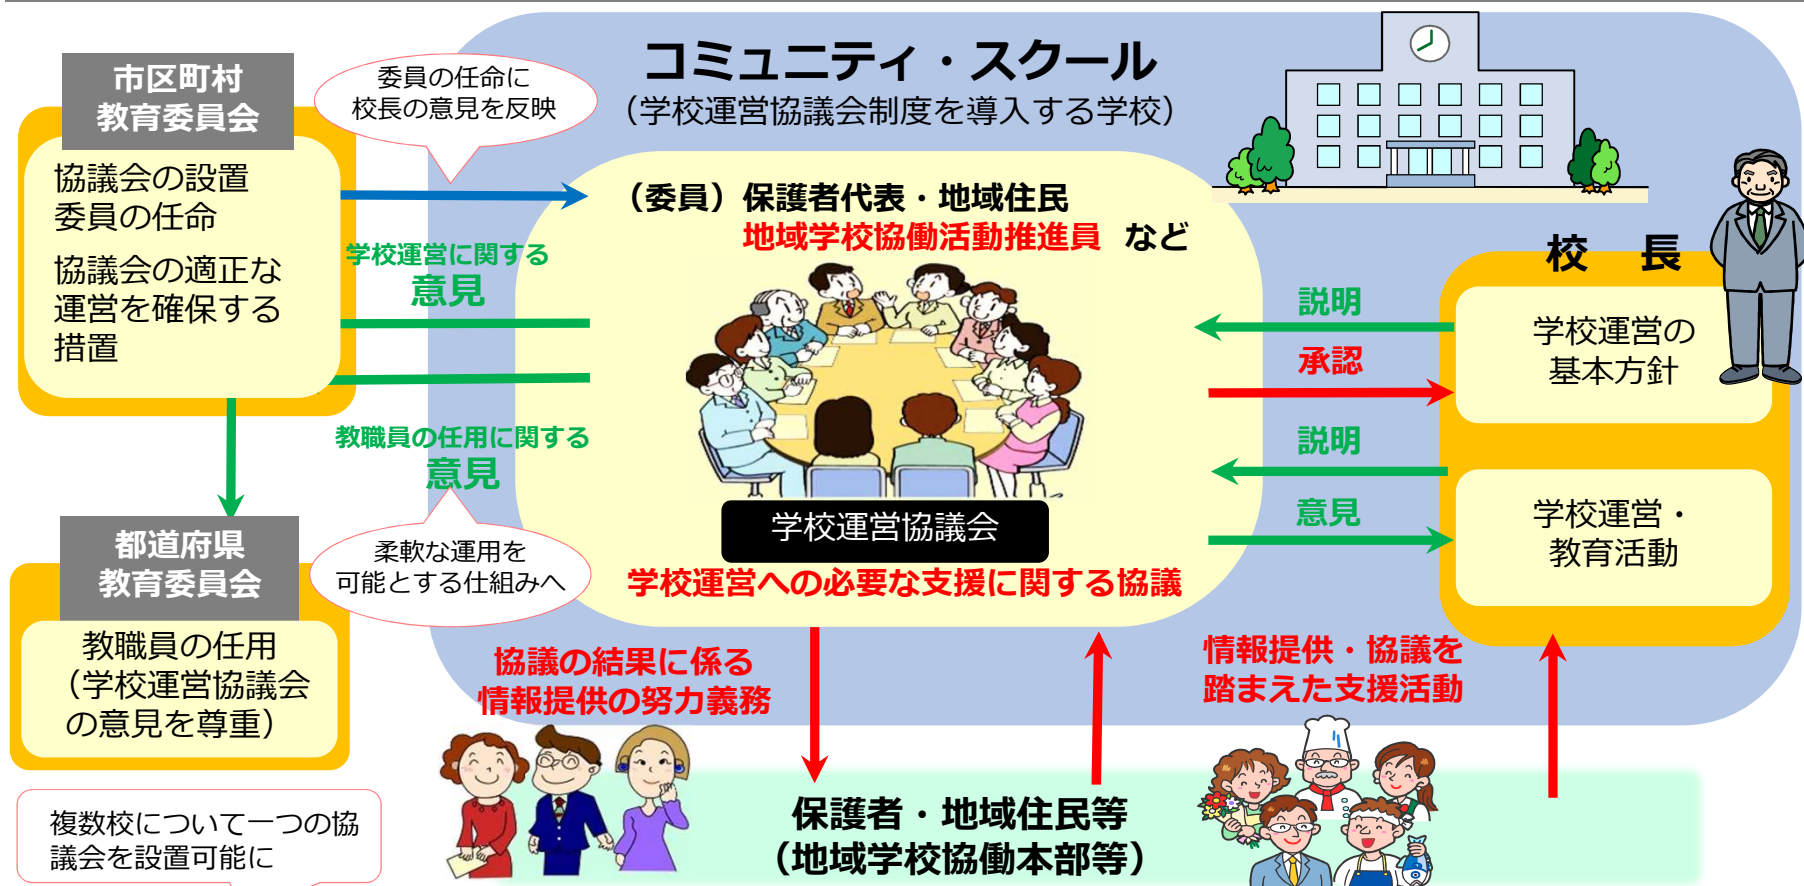 コミュニティ・スクール
（学校運営協議会制度を導入する学校）
市区町村
教育委員会
協議会の設置
委員の任命
協議会の適正な
運営を確保する
措置
委員の任命に
校長の意見を反映
学校運営に関する
意見
教職員の任用に関する
意見
柔軟な運用を
可能とする仕組みへ
都道府県
教育委員会
教職員の任用
（学校運営協議会
の意見を尊重）
複数校について一つの協
議会を設置可能に
（委員）保護者代表・地域住民
地域学校協働活動推進員 など
学校運営協議会
学校運営への必要な支援に関する協議
説明
承認
説明
意見
校 長
学校運営の
基本方針
学校運営・
教育活動
協議の結果に係る
情報提供の努力義務
情報提供・協議を
踏まえた支援活動
保護者・地域住民等
（地域学校協働本部等）